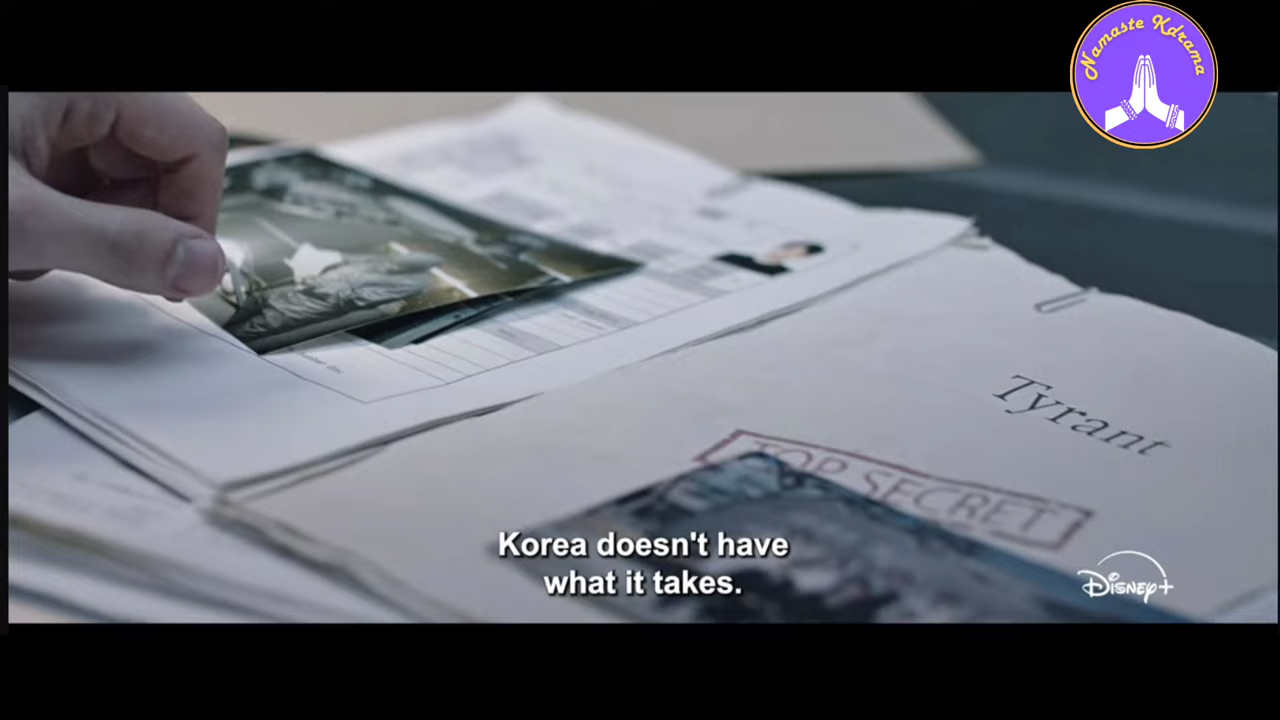 Namaste Kdrama
Tyrant
TOP SECRET
Korea doesn't have
what it takes.
Disney+